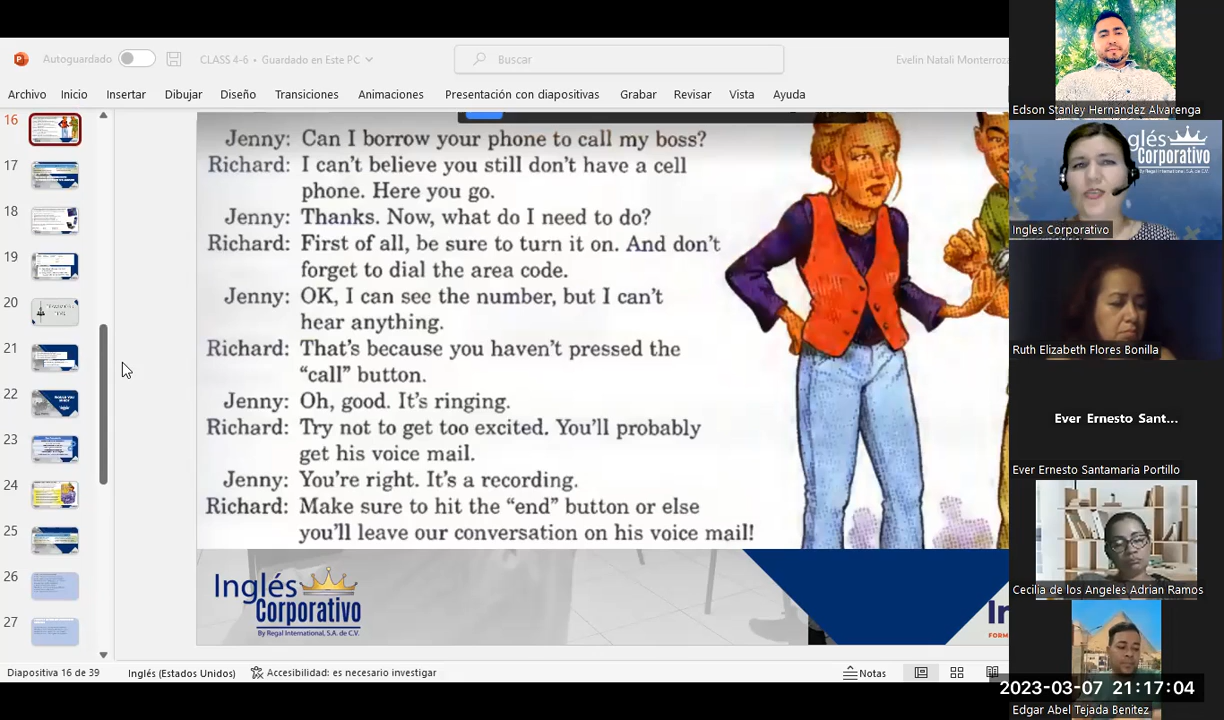 Autoguardado
CLASS 4-6 • Guardado en Este PC
Buscar
Evelin Natali Monterroza
Archivo Inicio Insertar Dibujar Diseño Transiciones Animaciones Presentación con diapositivas Grabar Revisar Vista Ayuda
16
17
18
19
20
21
22
23
24
25
26
27
Jenny: Can I borrow your phone to call my boss?
Richard: I can't believe you still don't have a cell
phone. Here you go.
Jenny: Thanks. Now, what do I need to do?
Richard: First of all, be sure to turn it on. And don't
forget to dial the area code.
Jenny: OK, I can see the number, but I can't
hear anything.
Richard: That's because you haven't pressed the
"call" button.
Jenny: Oh, good. It's ringing.
Richard: Try not to get too excited. You'll probably
get his voice mail.
Jenny: You're right. It's a recording.
Richard: Make sure to hit the "end" button or else
you'll leave our conversation on his voice mail!
Inglés
Corporativo
By Regal International, S.A. de C.V.
Diapositiva 16 de 39
Inglés (Estados Unidos)
Accesibilidad: es necesario investigar
Notas
Edson Stanley Hernandez Alvarenga
glés
Corporativo
By Regal International, S.A. de C.V.
Ingles Corporativo
Ruth Elizabeth Flores Bonilla
Ever Ernesto Sant...
Ever Ernesto Santamaria Portillo
Cecilia de los Angeles Adrian Ramos
2023-03-07 21:17:04
Edgar Abel Tejada Benítez